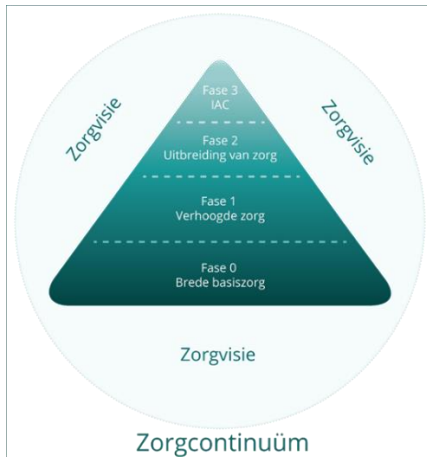 Zorgvisie
Zorgvisie
Fase 3
IAC
Fase 2
Uitbreiding van zorg
Fase 1
Verhoogde zorg
Fase 0
Brede basiszorg
Zorgvisie
Zorgcontinuüm